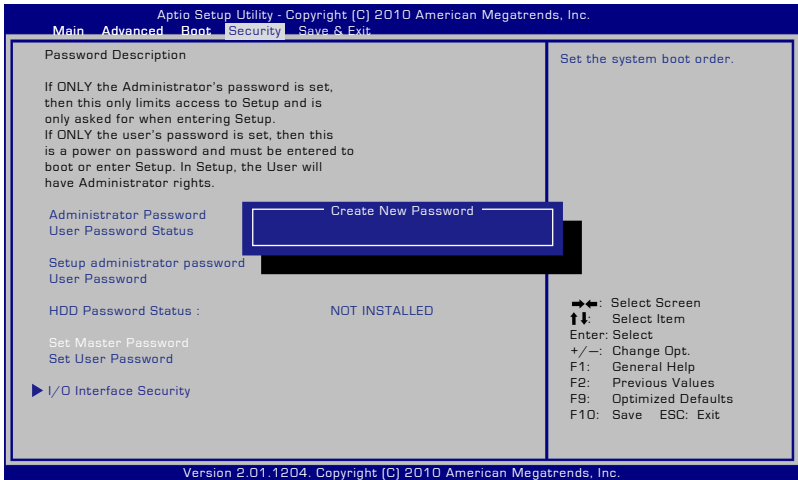 Aptio Setup Utility - Copyright (C) 2010 American Megatrends, Inc.
Main Advanced Boot Security Save & Exit
Password Description
If ONLY the Administrator's password is set,
then this only limits access to Setup and is
only asked for when entering Setup.
If ONLY the user's password is set, then this
is a power on password and must be entered to
boot or enter Setup. In Setup, the User will
have Administrator rights.
Administrator Password
User Password Status
Create New Password
Setup administrator password
User Password
HDD Password Status : NOT INSTALLED
Set Master Password
Set User Password
I/O Interface Security
Set the system boot order.
→←: Select Screen
↑↓: Select Item
Enter: Select
+/—: Change Opt.
F1: General Help
F2: Previous Values
F9: Optimized Defaults
F10: Save ESC: Exit
Version 2.01.1204. Copyright (C) 2010 American Megatrends, Inc.